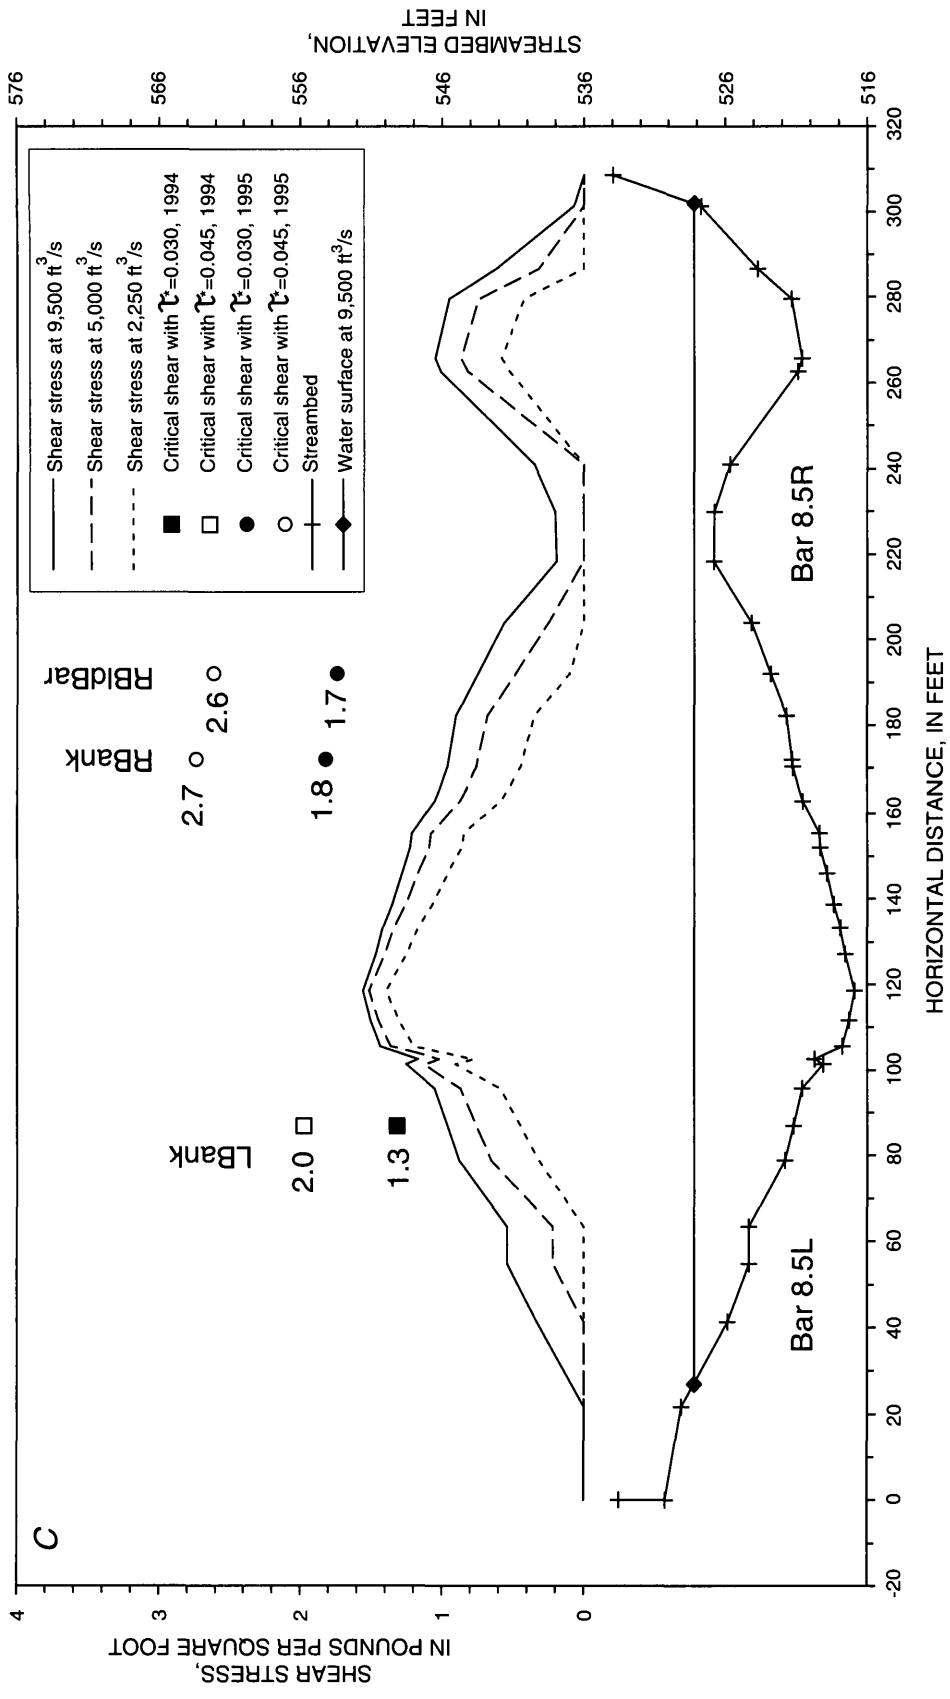 C
SHEAR STRESS,
IN POUNDS PER SQUARE FOOT
4
3
2
1
0
STREAMBED ELEVATION,
IN FEET
576
566
556
546
536
526
516
Shear stress at 9,500 ft³/s
Shear stress at 5,000 ft³/s
Shear stress at 2,250 ft³/s
Critical shear with τ*=0.030, 1994
Critical shear with τ*=0.045, 1994
Critical shear with τ*=0.030, 1995
Critical shear with τ*=0.045, 1995
Streambed
Water surface at 9,500 ft³/s
LBank
2.0
1.3
RBank
2.7
1.8
RBldBar
2.6
1.7
Bar 8.5L
Bar 8.5R
-20 0 20 40 60 80 100 120 140 160 180 200 220 240 260 280 300 320
HORIZONTAL DISTANCE, IN FEET